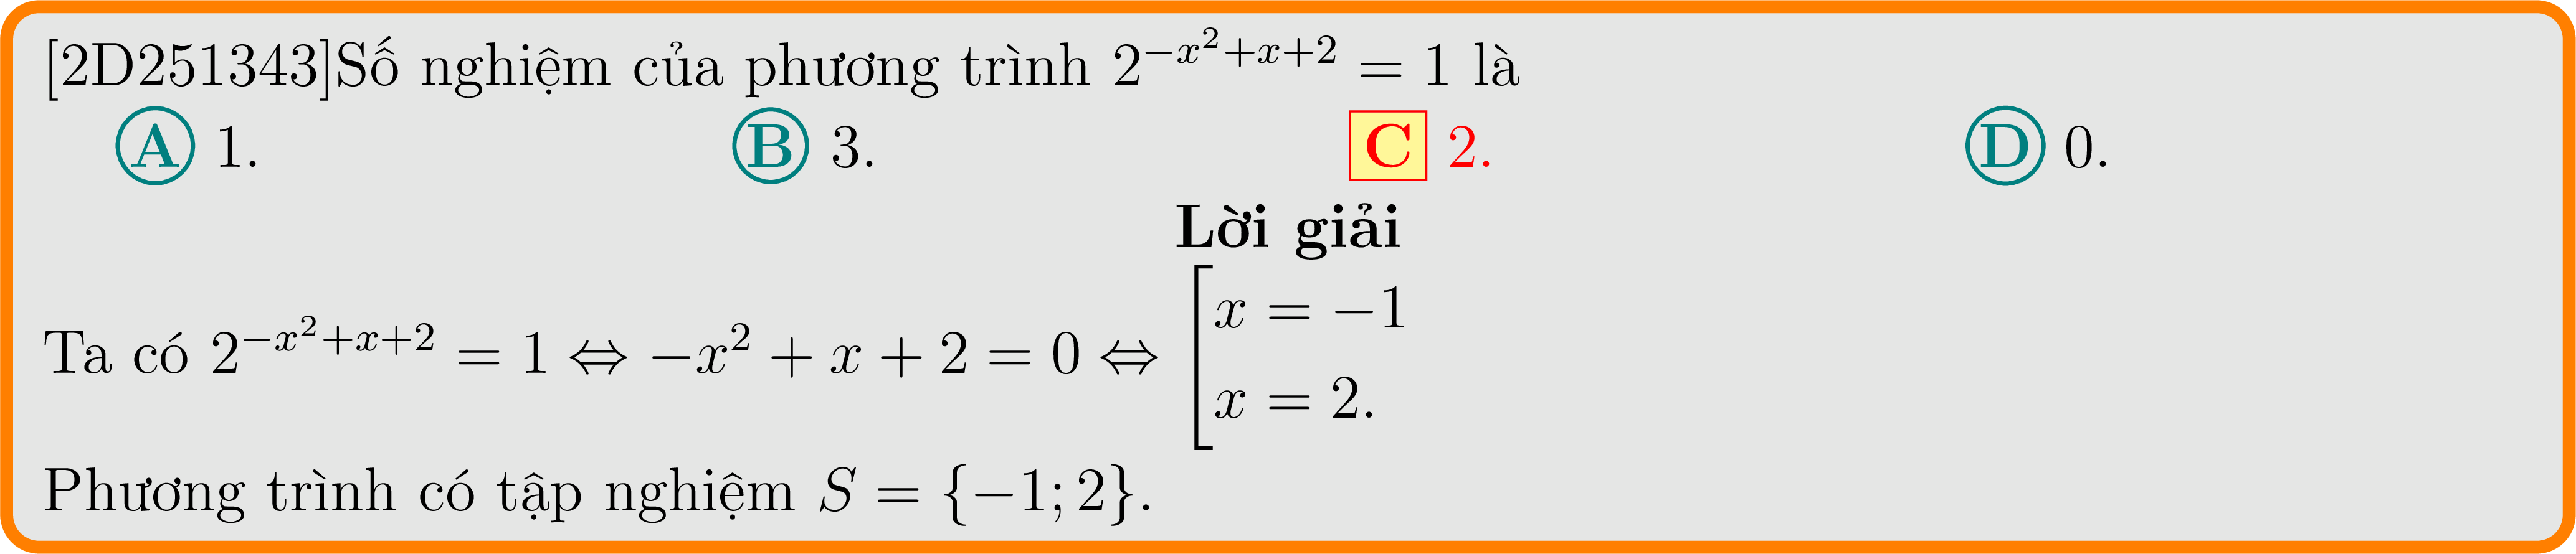 [2D251343]Số nghiệm của phương trình $2^{-x^2+x+2} = 1$ là
A 1. B 3. C 2. D 0.
Lời giải
Ta có $2^{-x^2+x+2} = 1 \Leftrightarrow -x^2 + x + 2 = 0 \Leftrightarrow \left[\begin{array}{l} x = -1 \\ x = 2. \end{array}\right.$
Phương trình có tập nghiệm $S = \{-1; 2\}$.